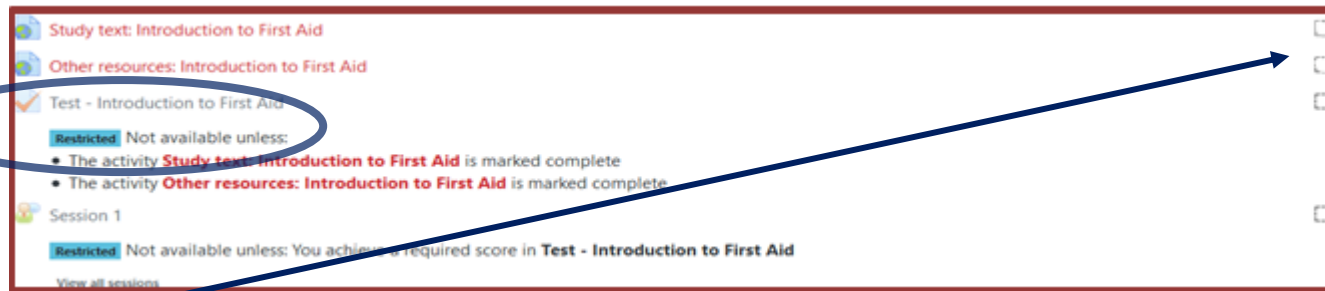 Study text: Introduction to First Aid
Other resources: Introduction to First Aid
Test - Introduction to First Aid
Restricted Not available unless:
• The activity Study text: Introduction to First Aid is marked complete
• The activity Other resources: Introduction to First Aid is marked complete
Session 1
Restricted Not available unless: You achieve a required score in Test - Introduction to First Aid
View all sessions